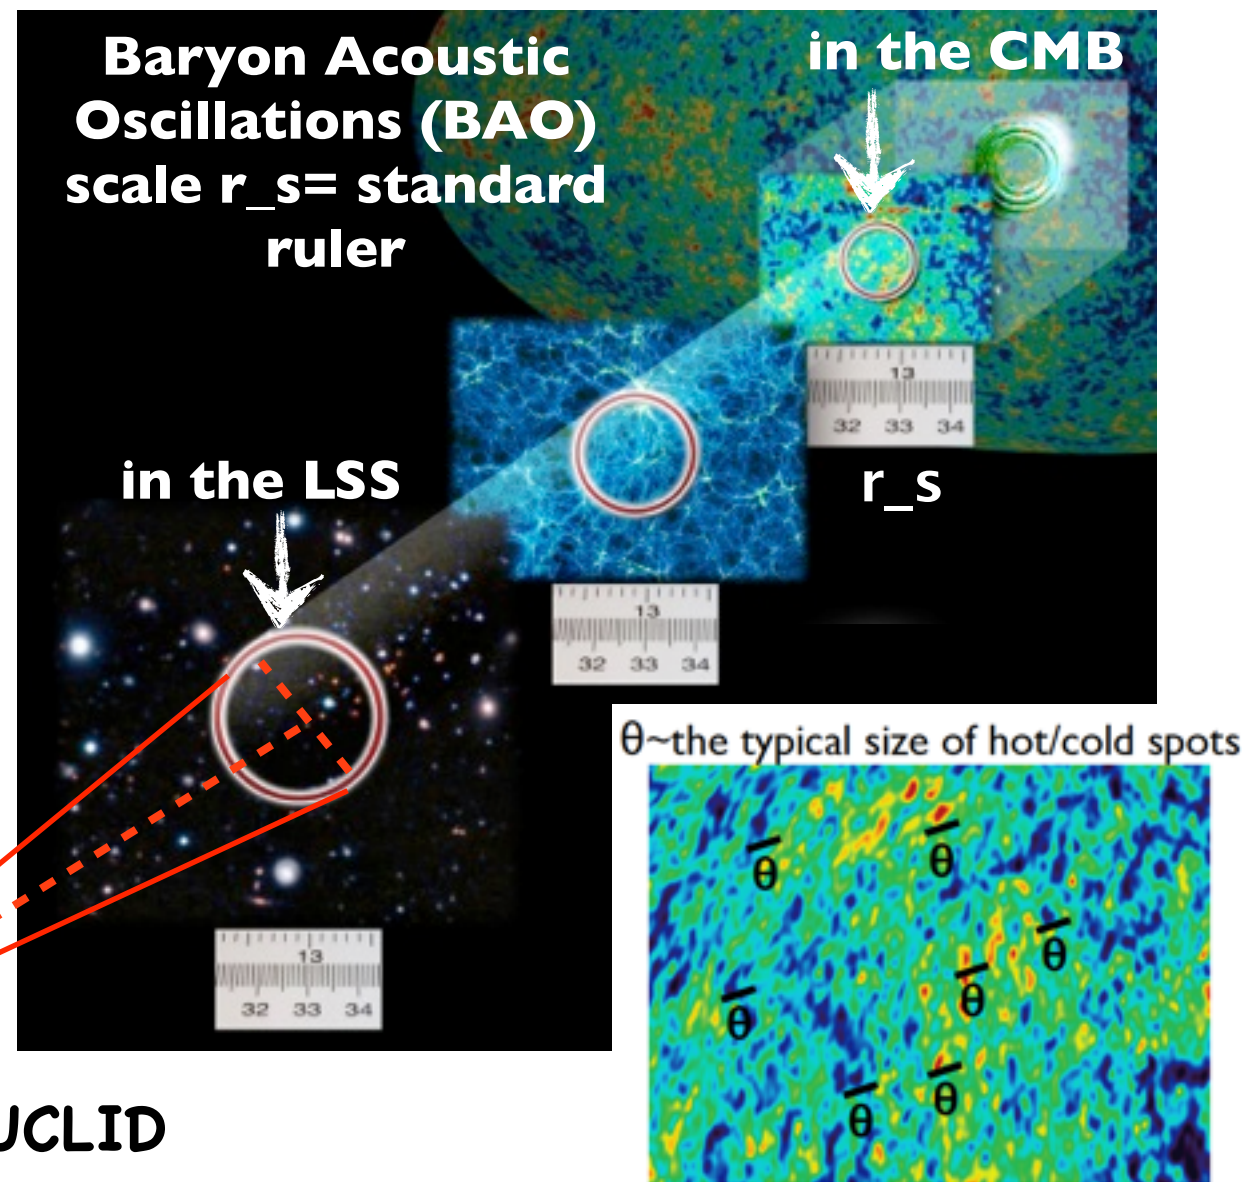 Baryon Acoustic
Oscillations (BAO)
scale r_s= standard
ruler
in the CMB
13
32 33 34
r_s
in the LSS
13
32 33 34
13
32 33 34
θ~the typical size of hot/cold spots
θ
θ
θ
θ
θ
θ
θ
UCLID